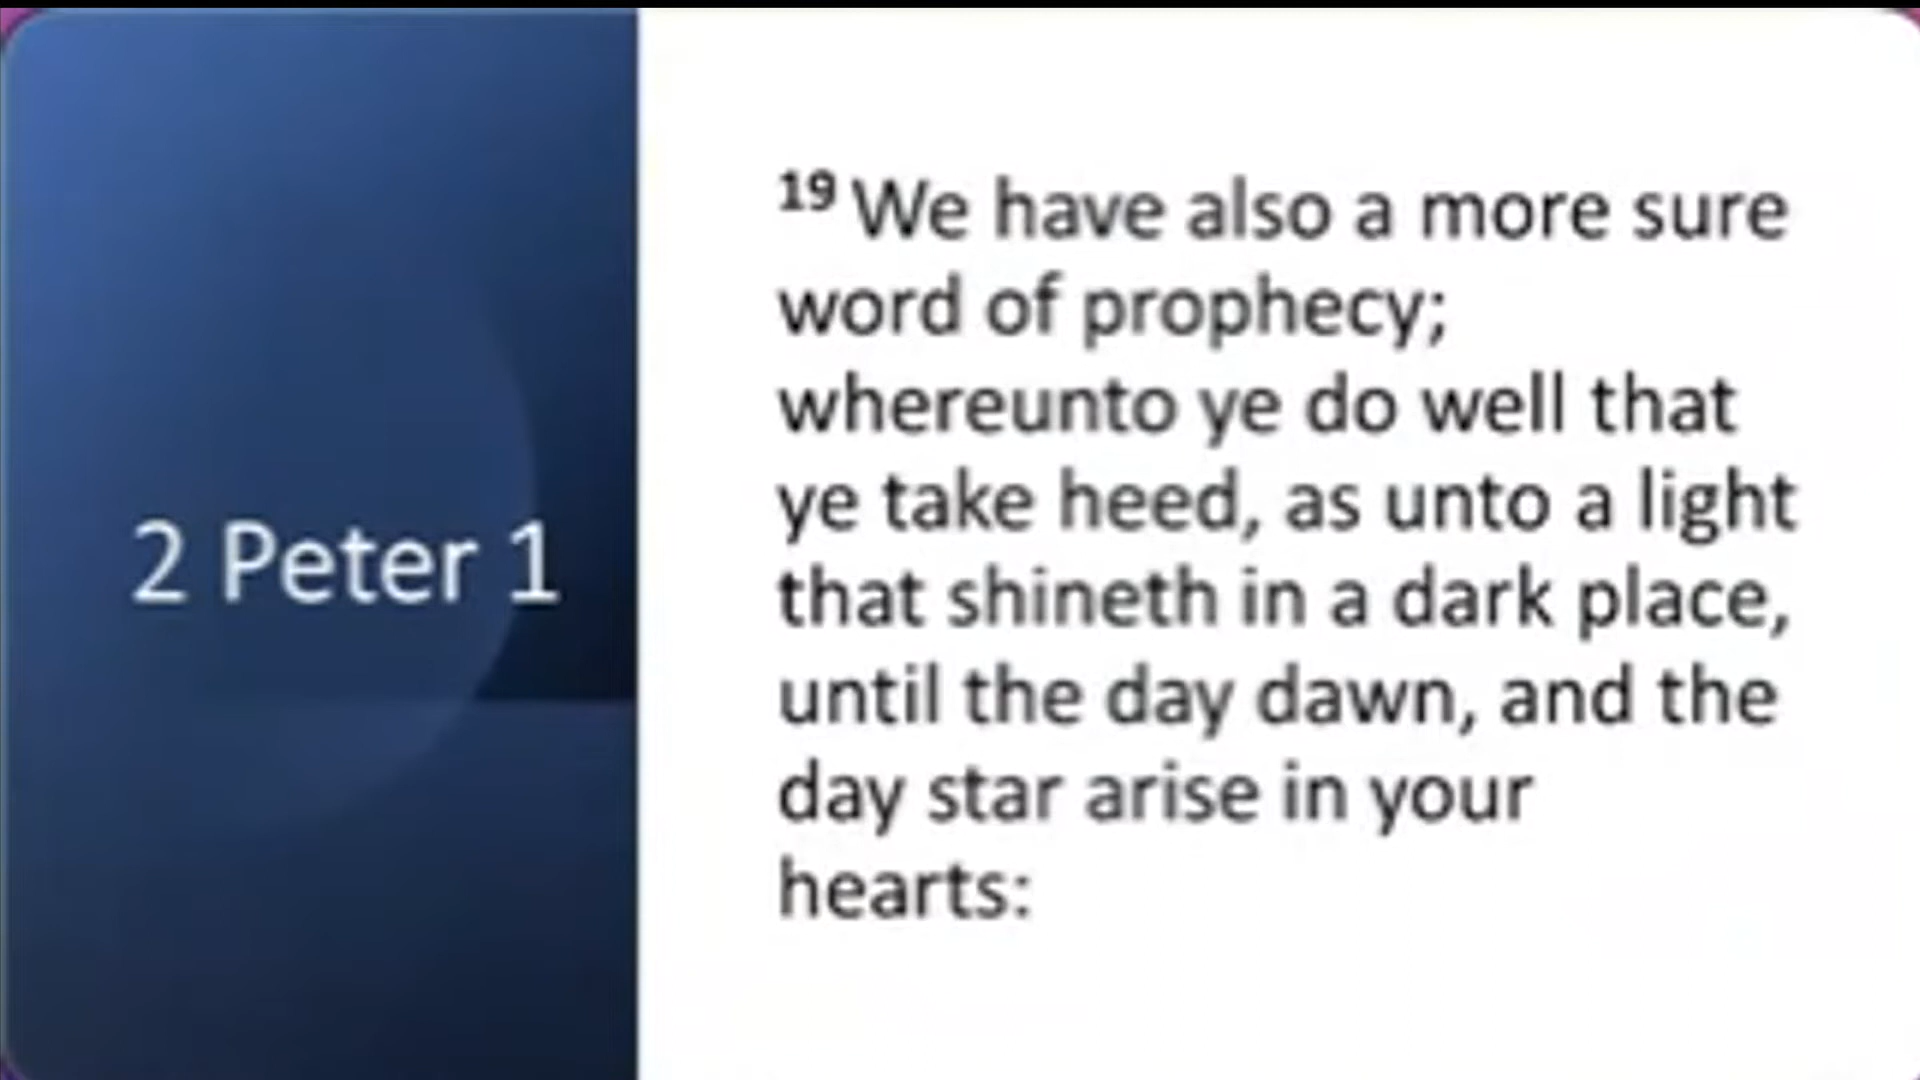 2 Peter 1
19 We have also a more sure
word of prophecy;
whereunto ye do well that
ye take heed, as unto a light
that shineth in a dark place,
until the day dawn, and the
day star arise in your
hearts: